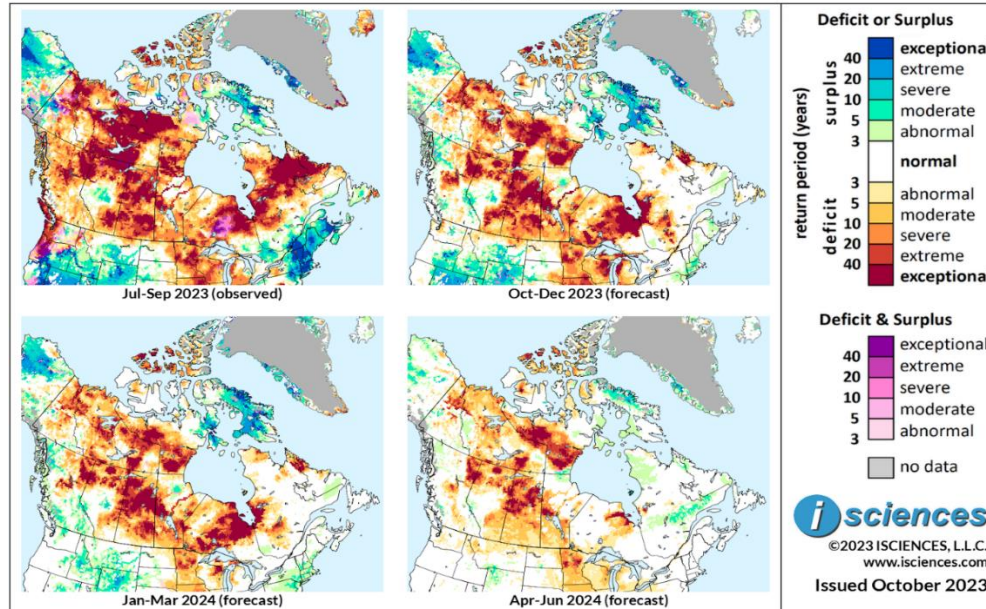 Jul-Sep 2023 (observed)
Oct-Dec 2023 (forecast)
Jan-Mar 2024 (forecast)
Apr-Jun 2024 (forecast)
Deficit or Surplus
return period (years)
surplus
deficit
40 exceptional
20 extreme
10 severe
5 moderate
3 abnormal
normal
3 abnormal
5 moderate
10 severe
20 extreme
40 exceptional
Deficit & Surplus
40 exceptional
20 extreme
10 severe
5 moderate
3 abnormal
no data
i sciences
©2023 ISCIENCES, L.L.C.
www.isciences.com
Issued October 2023